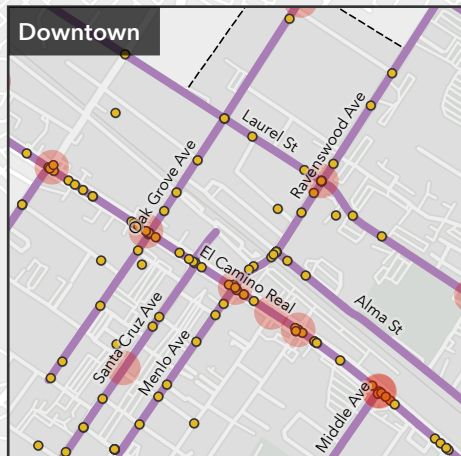 Downtown
Laurel St
Ravenswood Ave
Oak Grove Ave
El Camino Real
Santa Cruz Ave
Alma St
Menlo Ave
Middle Ave